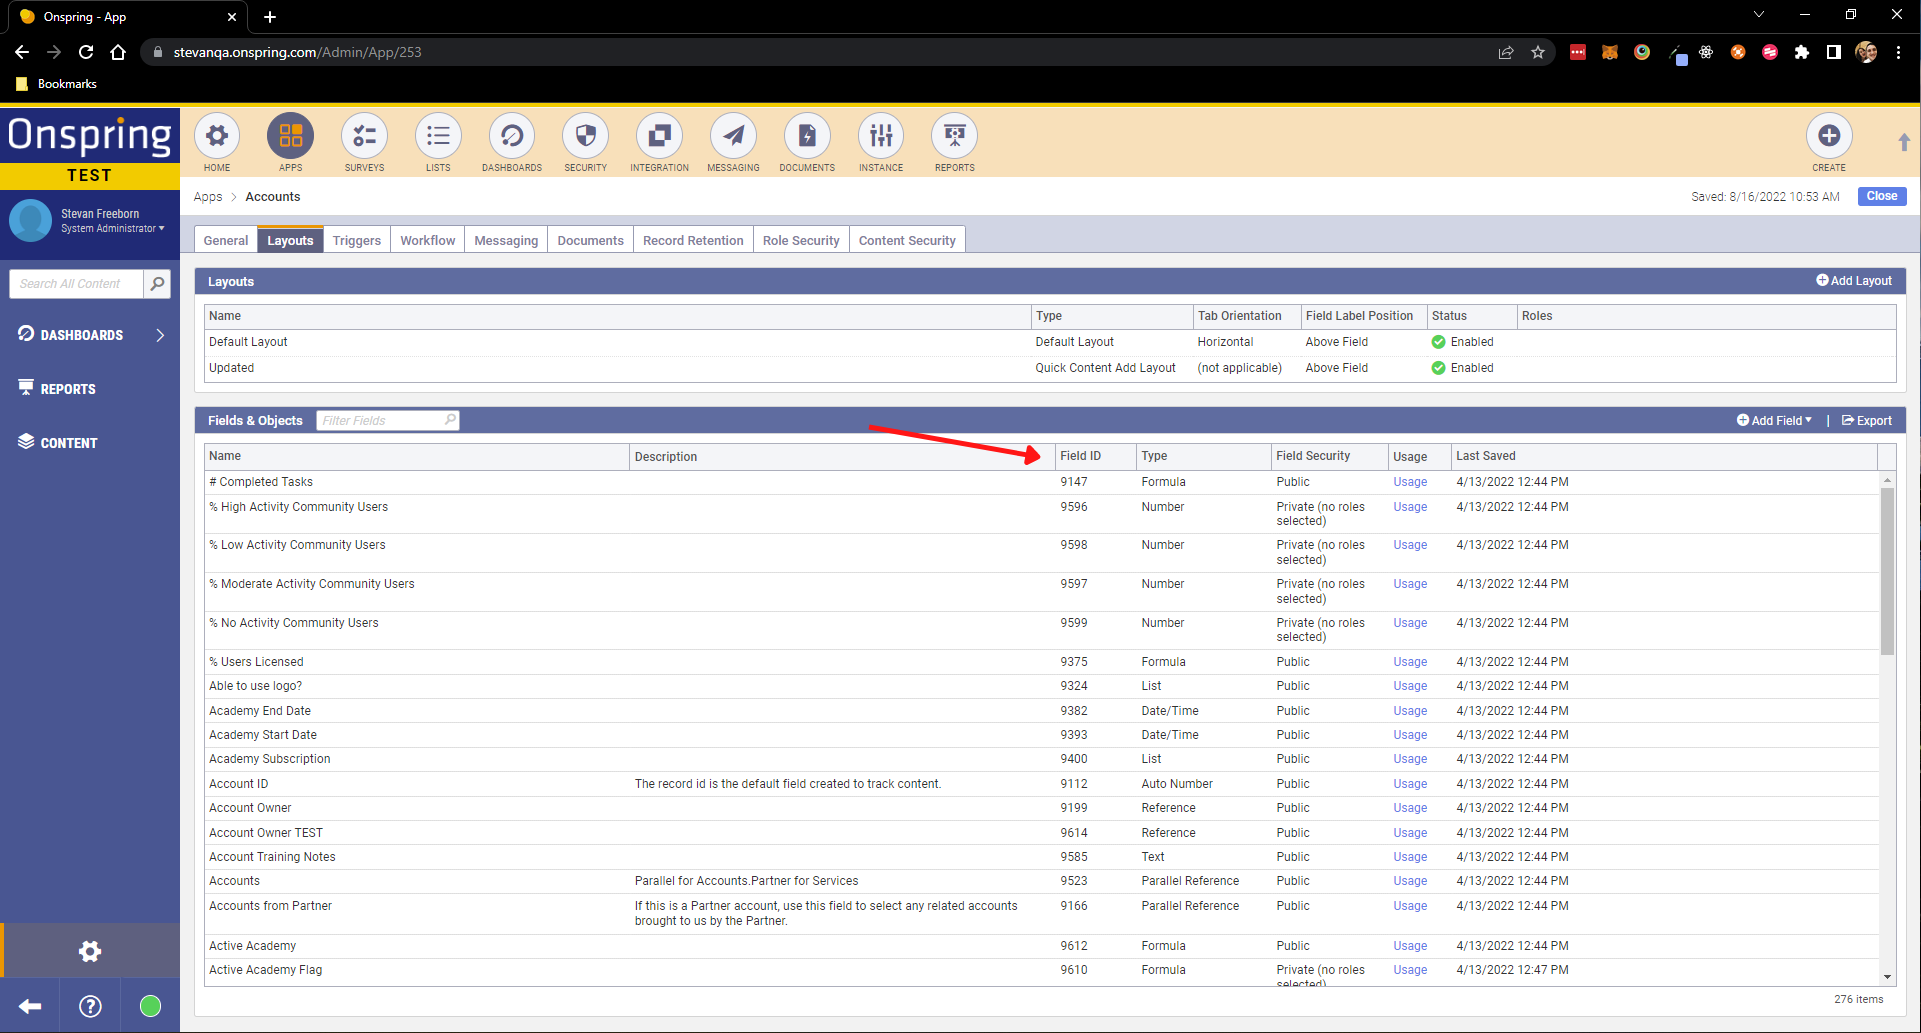 Onspring - App
stevanqa.onspring.com/Admin/App/253
Bookmarks
Onspring
TEST
Stevan Freeborn
System Administrator
Search All Content
DASHBOARDS
REPORTS
CONTENT
HOME
APPS
SURVEYS
LISTS
DASHBOARDS
SECURITY
INTEGRATION
MESSAGING
DOCUMENTS
INSTANCE
REPORTS
CREATE
Apps > Accounts
Saved: 8/16/2022 10:53 AM
Close
General Layouts Triggers Workflow Messaging Documents Record Retention Role Security Content Security
Layouts
Add Layout
Name Type Tab Orientation Field Label Position Status Roles
Default Layout Default Layout Horizontal Above Field Enabled
Updated Quick Content Add Layout (not applicable) Above Field Enabled
Fields & Objects Filter Fields
Add Field | Export
Name Description Field ID Type Field Security Usage Last Saved
# Completed Tasks 9147 Formula Public Usage 4/13/2022 12:44 PM
% High Activity Community Users 9596 Number Private (no roles selected) Usage 4/13/2022 12:44 PM
% Low Activity Community Users 9598 Number Private (no roles selected) Usage 4/13/2022 12:44 PM
% Moderate Activity Community Users 9597 Number Private (no roles selected) Usage 4/13/2022 12:44 PM
% No Activity Community Users 9599 Number Private (no roles selected) Usage 4/13/2022 12:44 PM
% Users Licensed 9375 Formula Public Usage 4/13/2022 12:44 PM
Able to use logo? 9324 List Public Usage 4/13/2022 12:44 PM
Academy End Date 9382 Date/Time Public Usage 4/13/2022 12:44 PM
Academy Start Date 9393 Date/Time Public Usage 4/13/2022 12:44 PM
Academy Subscription 9400 List Public Usage 4/13/2022 12:44 PM
Account ID The record id is the default field created to track content. 9112 Auto Number Public Usage 4/13/2022 12:44 PM
Account Owner 9199 Reference Public Usage 4/13/2022 12:44 PM
Account Owner TEST 9614 Reference Public Usage 4/13/2022 12:44 PM
Account Training Notes 9585 Text Public Usage 4/13/2022 12:44 PM
Accounts Parallel for Accounts.Partner for Services 9523 Parallel Reference Public Usage 4/13/2022 12:44 PM
Accounts from Partner If this is a Partner account, use this field to select any related accounts brought to us by the Partner. 9166 Parallel Reference Public Usage 4/13/2022 12:44 PM
Active Academy 9612 Formula Public Usage 4/13/2022 12:44 PM
Active Academy Flag 9610 Formula Private (no roles selected) Usage 4/13/2022 12:47 PM
276 items